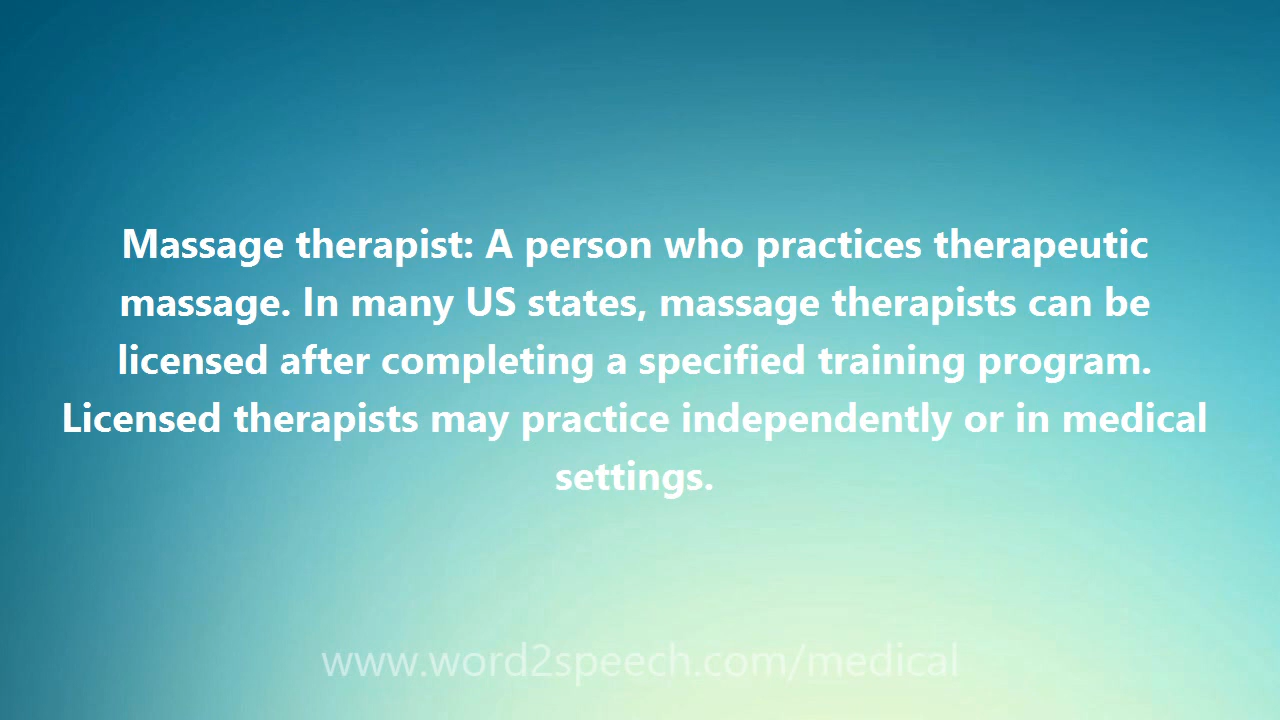 Massage therapist: A person who practices therapeutic
massage. In many US states, massage therapists can be
licensed after completing a specified training program.
Licensed therapists may practice independently or in medical
settings.
www.word2speech.com/medical